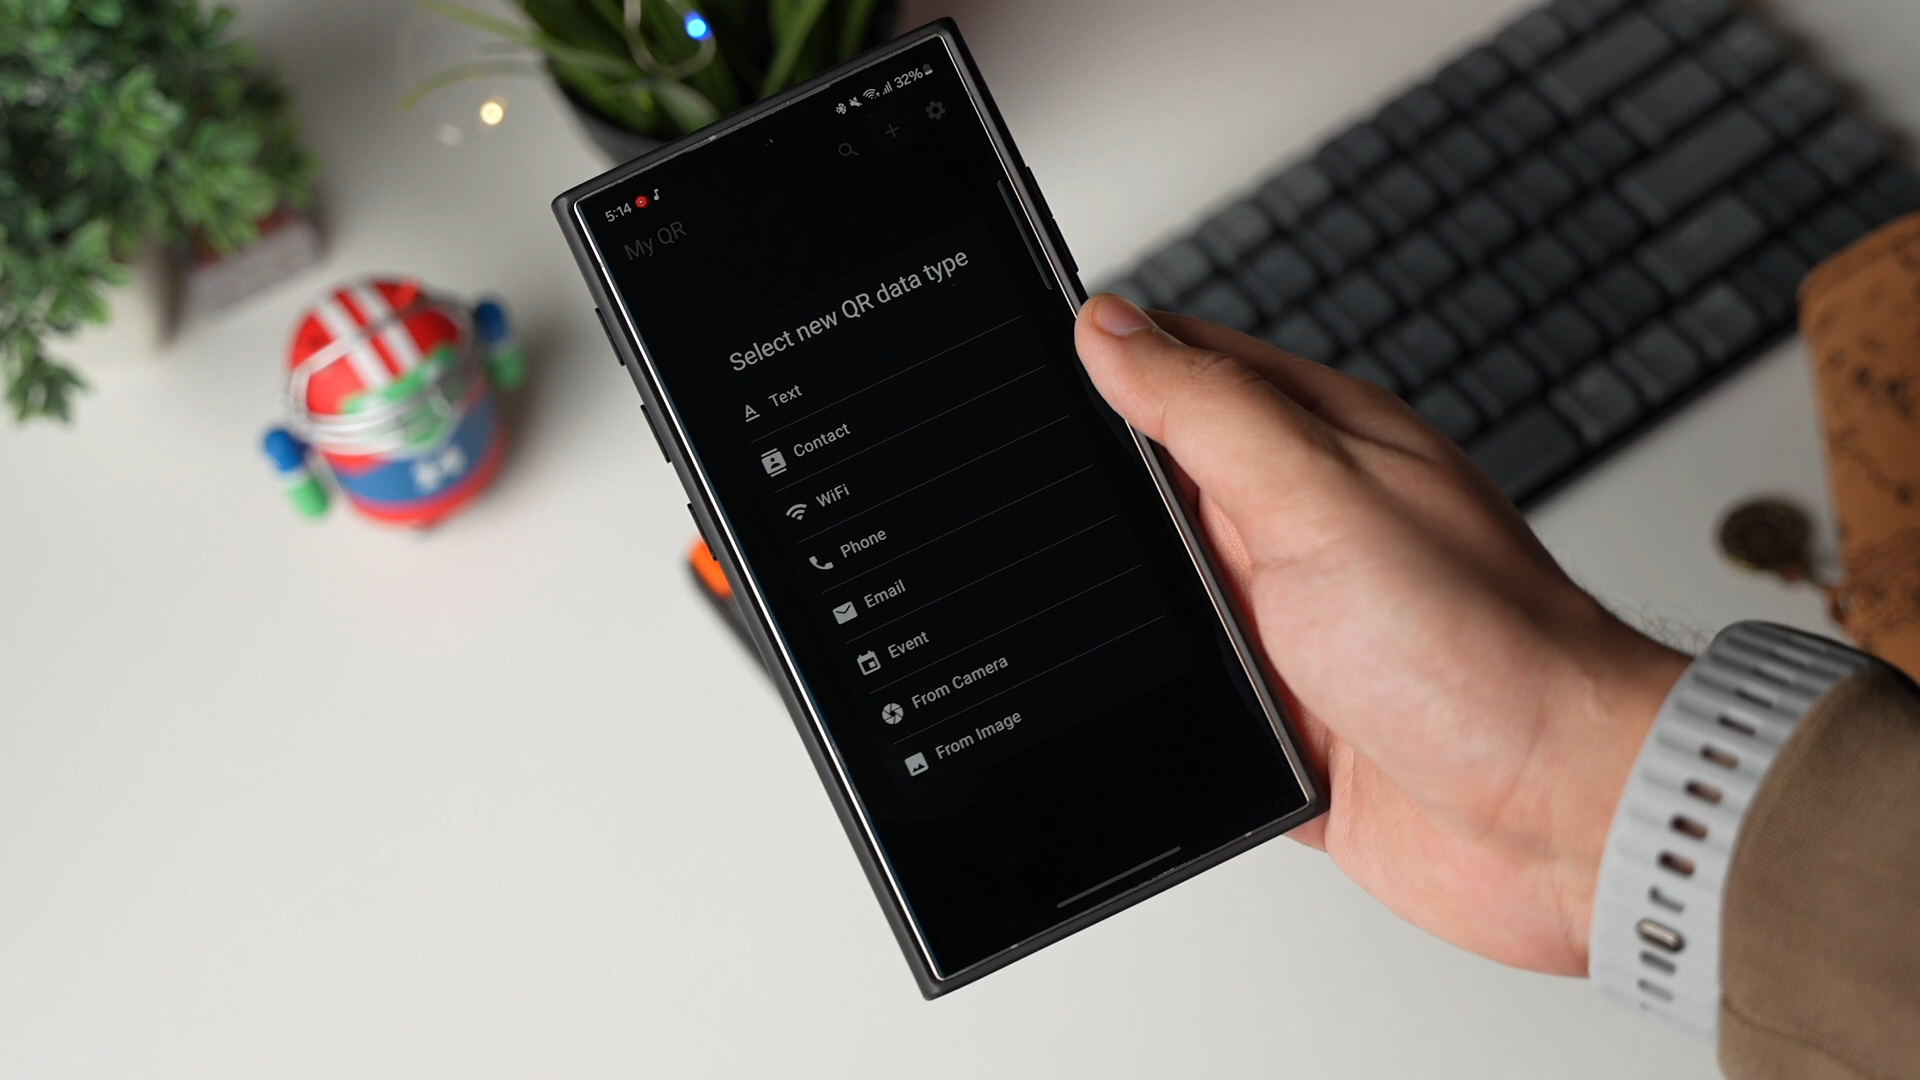 5:14
32%
My QR
Select new QR data type
Text
Contact
WiFi
Phone
Email
Event
From Camera
From Image